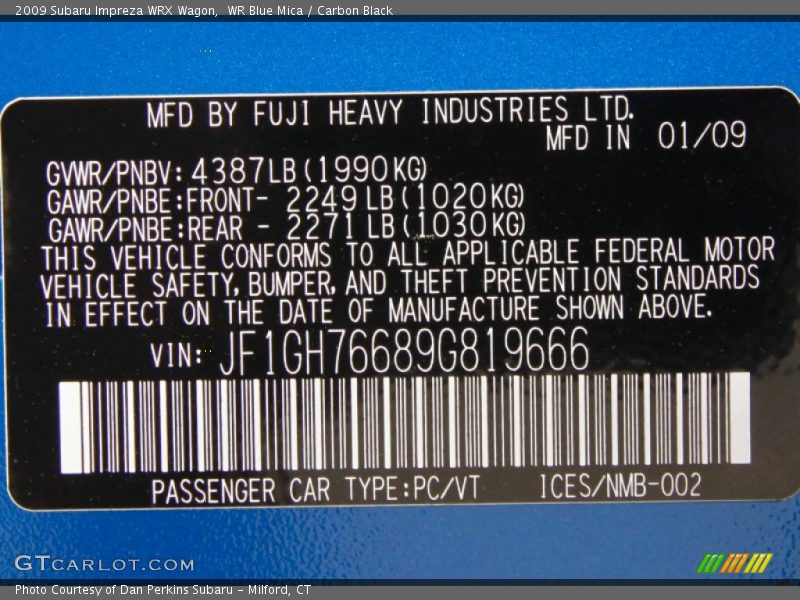 2009 Subaru Impreza WRX Wagon,  WR Blue Mica / Carbon Black
MFD BY FUJI HEAVY INDUSTRIES LTD.
MFD IN 01/09
GVWR/PNBV: 4387LB(1990KG)
GAWR/PNBE:FRONT- 2249LB(1020KG)
GAWR/PNBE:REAR - 2271LB(1030KG)
THIS VEHICLE CONFORMS TO ALL APPLICABLE FEDERAL MOTOR
VEHICLE SAFETY, BUMPER, AND THEFT PREVENTION STANDARDS
IN EFFECT ON THE DATE OF MANUFACTURE SHOWN ABOVE.
VIN: JF1GH76689G819666
PASSENGER CAR TYPE:PC/VT ICES/NMB-002
GTCARLOT.COM
Photo Courtesy of Dan Perkins Subaru - Milford, CT